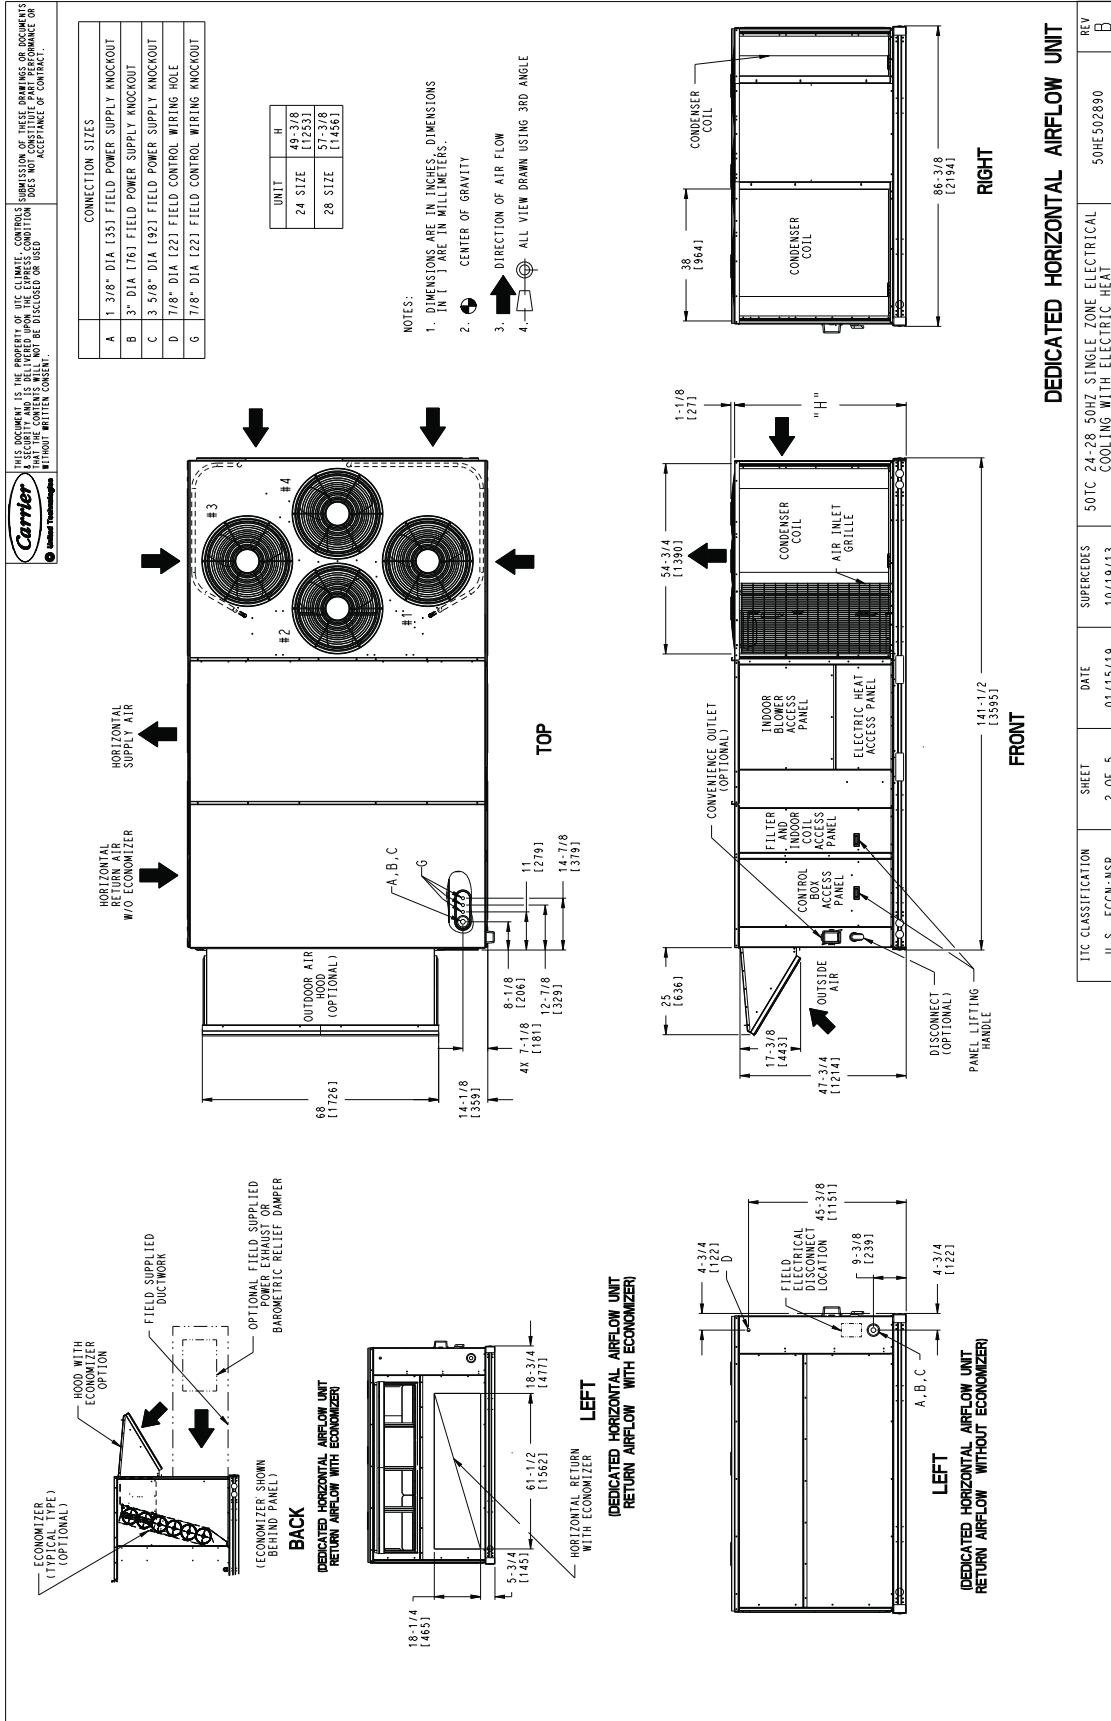 Carrier
© United Technologies
THIS DOCUMENT IS THE PROPERTY OF UTC CLIMATE, CONTROLS
& SECURITY AND IS DELIVERED UPON THE EXPRESS CONDITION
THAT THE CONTENTS WILL NOT BE DISCLOSED OR USED
WITHOUT WRITTEN CONSENT.
SUBMISSION OF THESE DRAWINGS OR DOCUMENTS
DOES NOT CONSTITUTE PART PERFORMANCE OR
ACCEPTANCE OF CONTRACT.
CONNECTION SIZES
A 1 3/8" DIA [35] FIELD POWER SUPPLY KNOCKOUT
B 3" DIA [76] FIELD POWER SUPPLY KNOCKOUT
C 3 5/8" DIA [92] FIELD POWER SUPPLY KNOCKOUT
D 7/8" DIA [22] FIELD CONTROL WIRING HOLE
G 7/8" DIA [22] FIELD CONTROL WIRING KNOCKOUT
UNIT H
24 SIZE 49-3/8
[1253]
28 SIZE 57-3/8
[1456]
NOTES:
1. DIMENSIONS ARE IN INCHES, DIMENSIONS
IN [ ] ARE IN MILLIMETERS.
2. CENTER OF GRAVITY
3. DIRECTION OF AIR FLOW
4. ALL VIEW DRAWN USING 3RD ANGLE
ECONOMIZER
(TYPICAL TYPE)
(OPTIONAL)
HOOD WITH
ECONOMIZER
OPTION
FIELD SUPPLIED
DUCTWORK
OPTIONAL FIELD SUPPLIED
POWER EXHAUST OR
BAROMETRIC RELIEF DAMPER
(ECONOMIZER SHOWN
BEHIND PANEL)
BACK
(DEDICATED HORIZONTAL AIRFLOW UNIT
RETURN AIRFLOW WITH ECONOMIZER)
HORIZONTAL
RETURN AIR
W/O ECONOMIZER
HORIZONTAL
SUPPLY AIR
OUTDOOR AIR
HOOD
(OPTIONAL)
A,B,C
G
#1
#2
#3
#4
68
[1726]
14-1/8
[359]
4X 7-1/8
[181]
8-1/8
[206]
12-7/8
[329]
11
[279]
14-7/8
[379]
TOP
18-1/4
[465]
5-3/4
[145]
61-1/2
[1562]
18-3/4
[477]
HORIZONTAL RETURN
WITH ECONOMIZER
LEFT
(DEDICATED HORIZONTAL AIRFLOW UNIT
RETURN AIRFLOW WITH ECONOMIZER)
25
[636]
17-3/8
[443]
47-3/4
[1214]
OUTSIDE
AIR
CONVENIENCE OUTLET
(OPTIONAL)
DISCONNECT
(OPTIONAL)
PANEL LIFTING
HANDLE
CONTROL
BOX
ACCESS
PANEL
FILTER
AND
INDOOR
COIL
ACCESS
PANEL
INDOOR
BLOWER
ACCESS
PANEL
ELECTRIC HEAT
ACCESS PANEL
CONDENSER
COIL
AIR INLET
GRILLE
54-3/4
[1390]
1-1/8
[27]
"H"
141-1/2
[3595]
FRONT
38
[964]
CONDENSER
COIL
CONDENSER
COIL
86-3/8
[2194]
RIGHT
4-3/4
[122]
D
FIELD
ELECTRICAL
DISCONNECT
LOCATION
45-3/8
[1151]
9-3/8
[239]
4-3/4
[122]
A,B,C
LEFT
(DEDICATED HORIZONTAL AIRFLOW UNIT
RETURN AIRFLOW WITHOUT ECONOMIZER)
DEDICATED HORIZONTAL AIRFLOW UNIT
ITC CLASSIFICATION
U.S. ECCN:NSR
SHEET
2 OF 5
DATE
01/15/19
SUPERCEDES
10/19/13
50TC 24-28 50HZ SINGLE ZONE ELECTRICAL
COOLING WITH ELECTRIC HEAT
50HE502890
REV
B